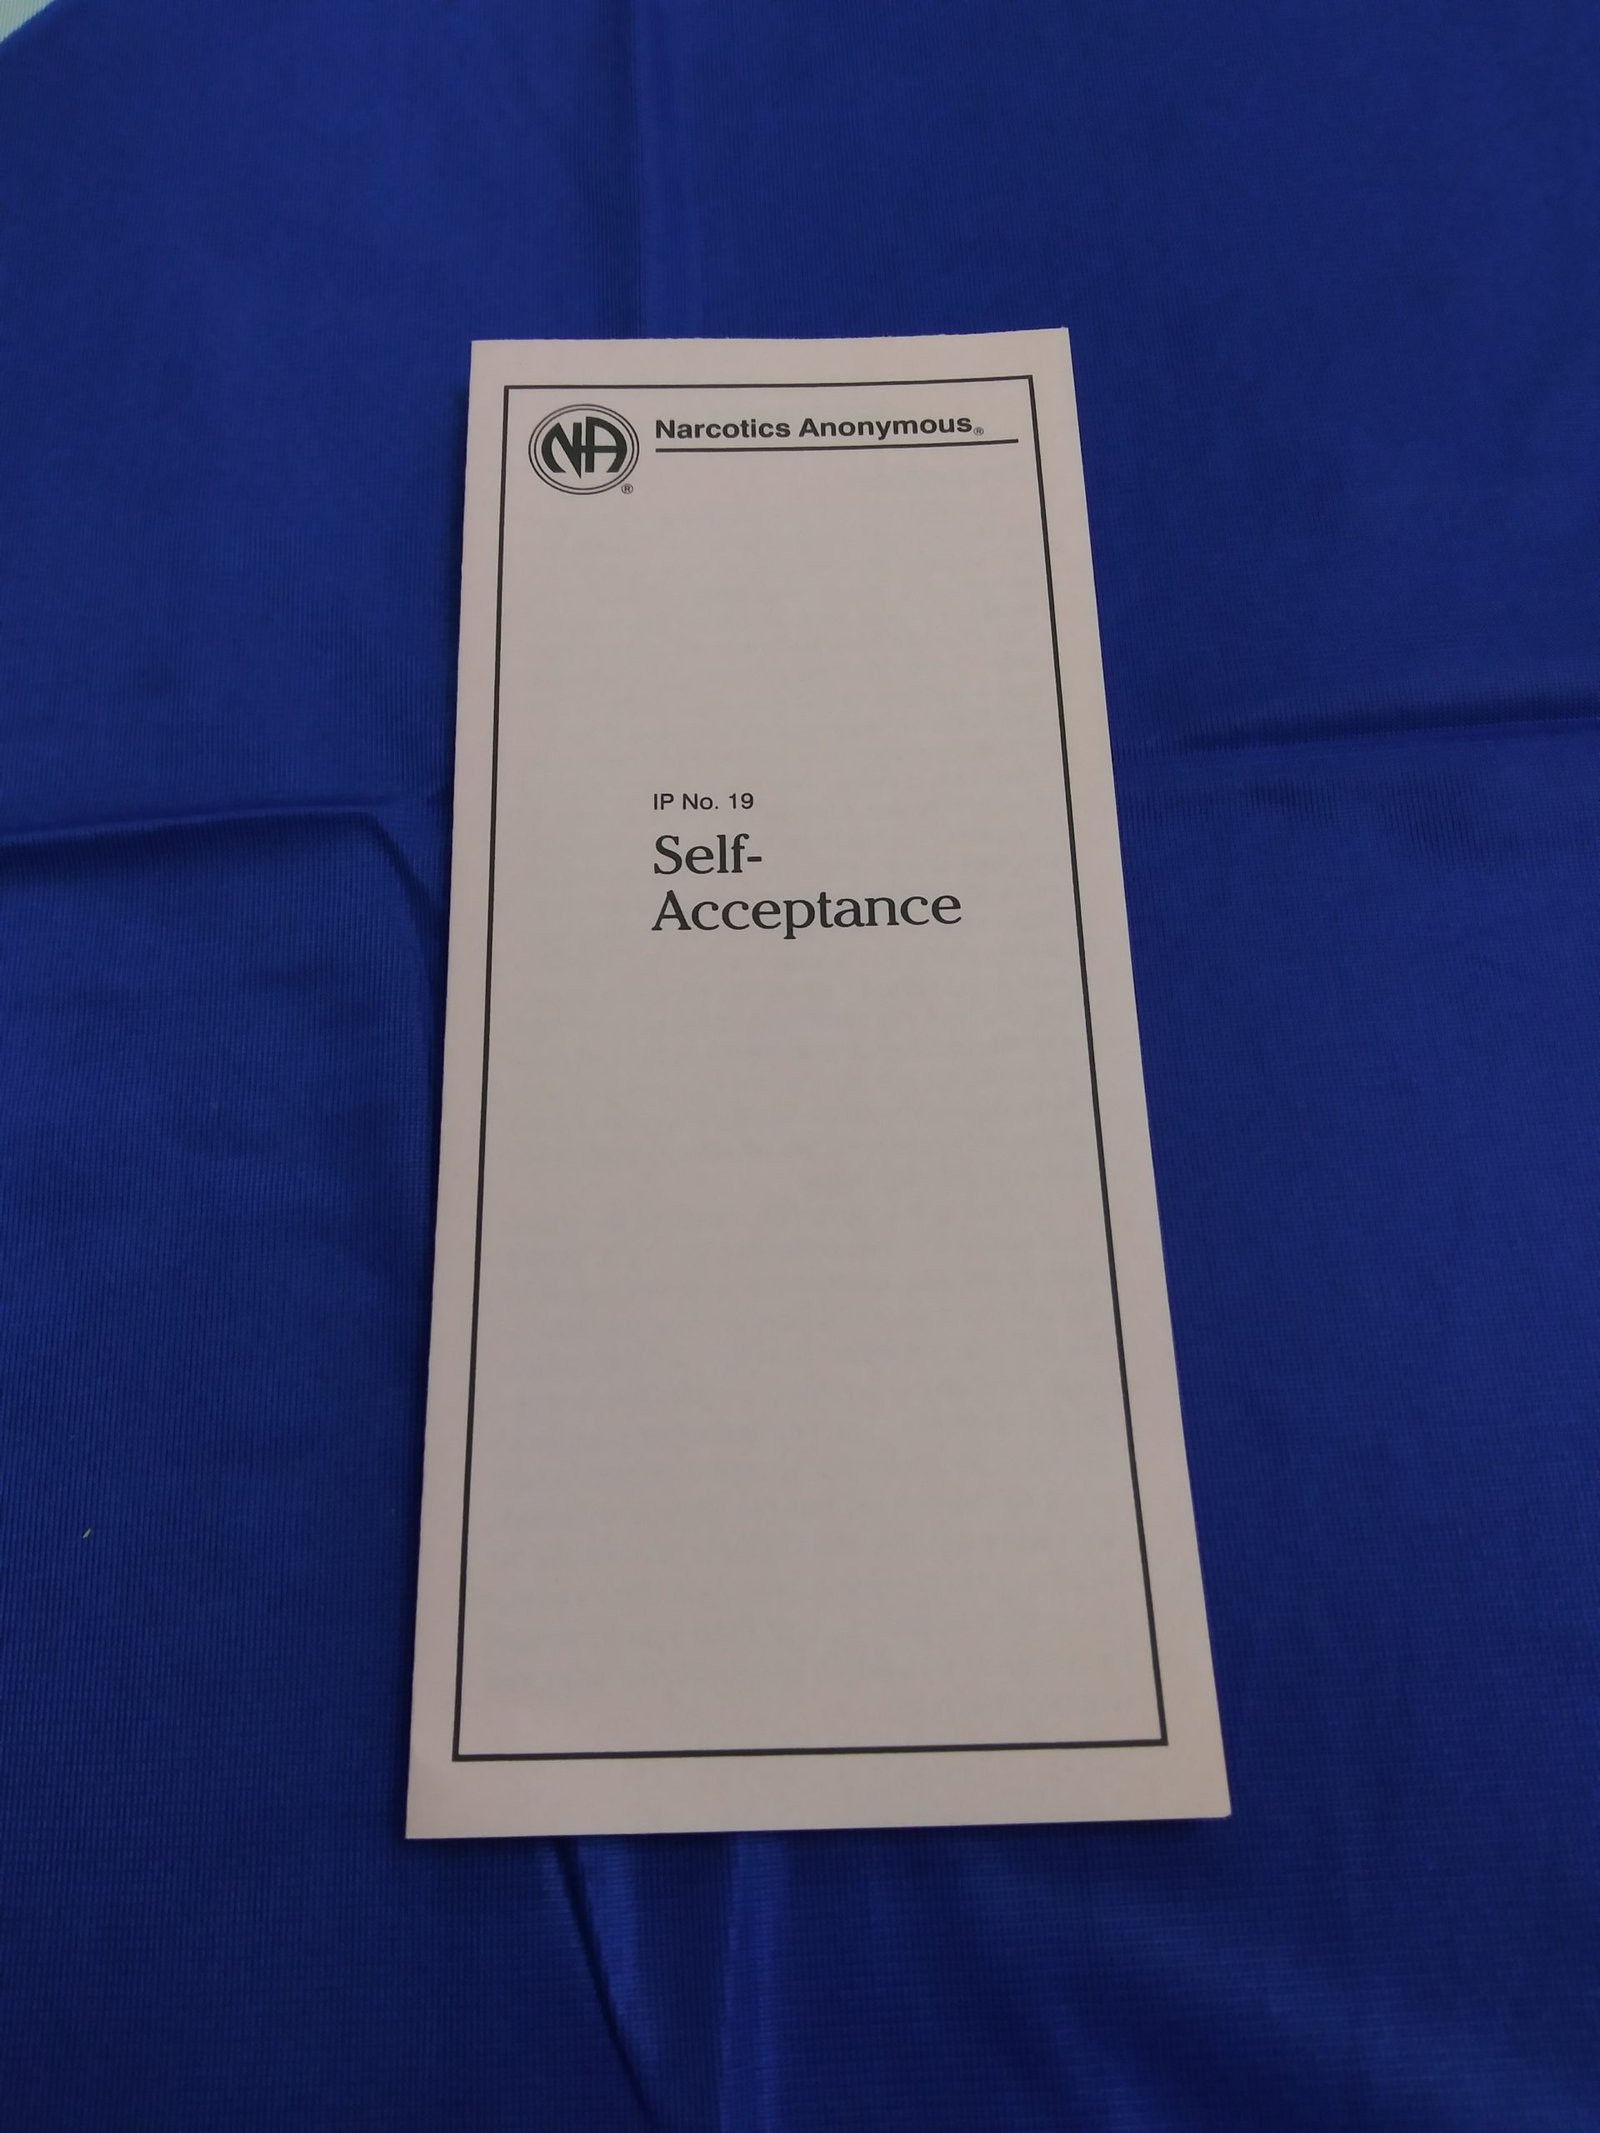 NA
®
Narcotics Anonymous®
IP No. 19
Self-
Acceptance